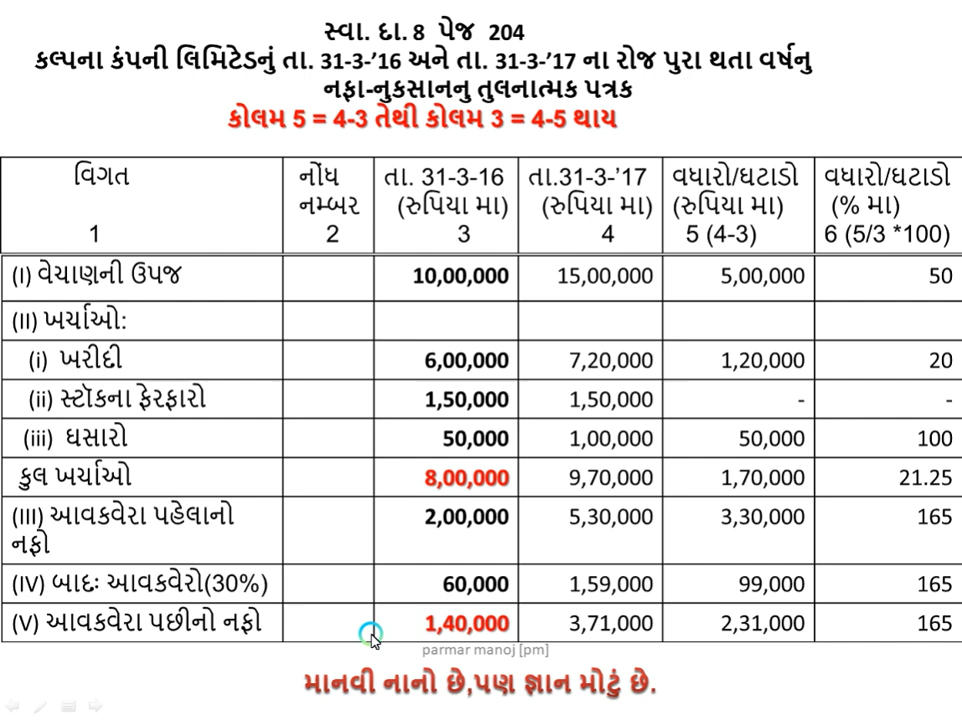 સ્વા. દા. 8 પેજ 204
કલ્પના કંપની લિમિટેડનું તા. 31-3-'16 અને તા. 31-3-'17 ના રોજ પુરા થતા વર્ષનુ
નફા-નુકસાનનુ તુલનાત્મક પત્રક
કોલમ 5 = 4-3 તેથી કોલમ 3 = 4-5 થાય
વિગત નોંધ તા. 31-3-16 તા.31-3-'17 વધારો/ઘટાડો વધારો/ઘટાડો
નમ્બર (રુપિયા મા) (રુપિયા મા) (રુપિયા મા) (% મા)
1 2 3 4 5 (4-3) 6 (5/3 *100)
(I) વેચાણની ઉપજ 10,00,000 15,00,000 5,00,000 50
(II) ખર્ચાઓ:
(i) ખરીદી 6,00,000 7,20,000 1,20,000 20
(ii) સ્ટૉકના ફેરફારો 1,50,000 1,50,000 - -
(iii) ઘસારો 50,000 1,00,000 50,000 100
કુલ ખર્ચાઓ 8,00,000 9,70,000 1,70,000 21.25
(III) આવકવેરા પહેલાનો 2,00,000 5,30,000 3,30,000 165
નફો
(IV) બાદઃ આવકવેરો(30%) 60,000 1,59,000 99,000 165
(V) આવકવેરા પછીનો નફો 1,40,000 3,71,000 2,31,000 165
parmar manoj [pm]
માનવી નાનો છે,પણ જ્ઞાન મોટું છે.